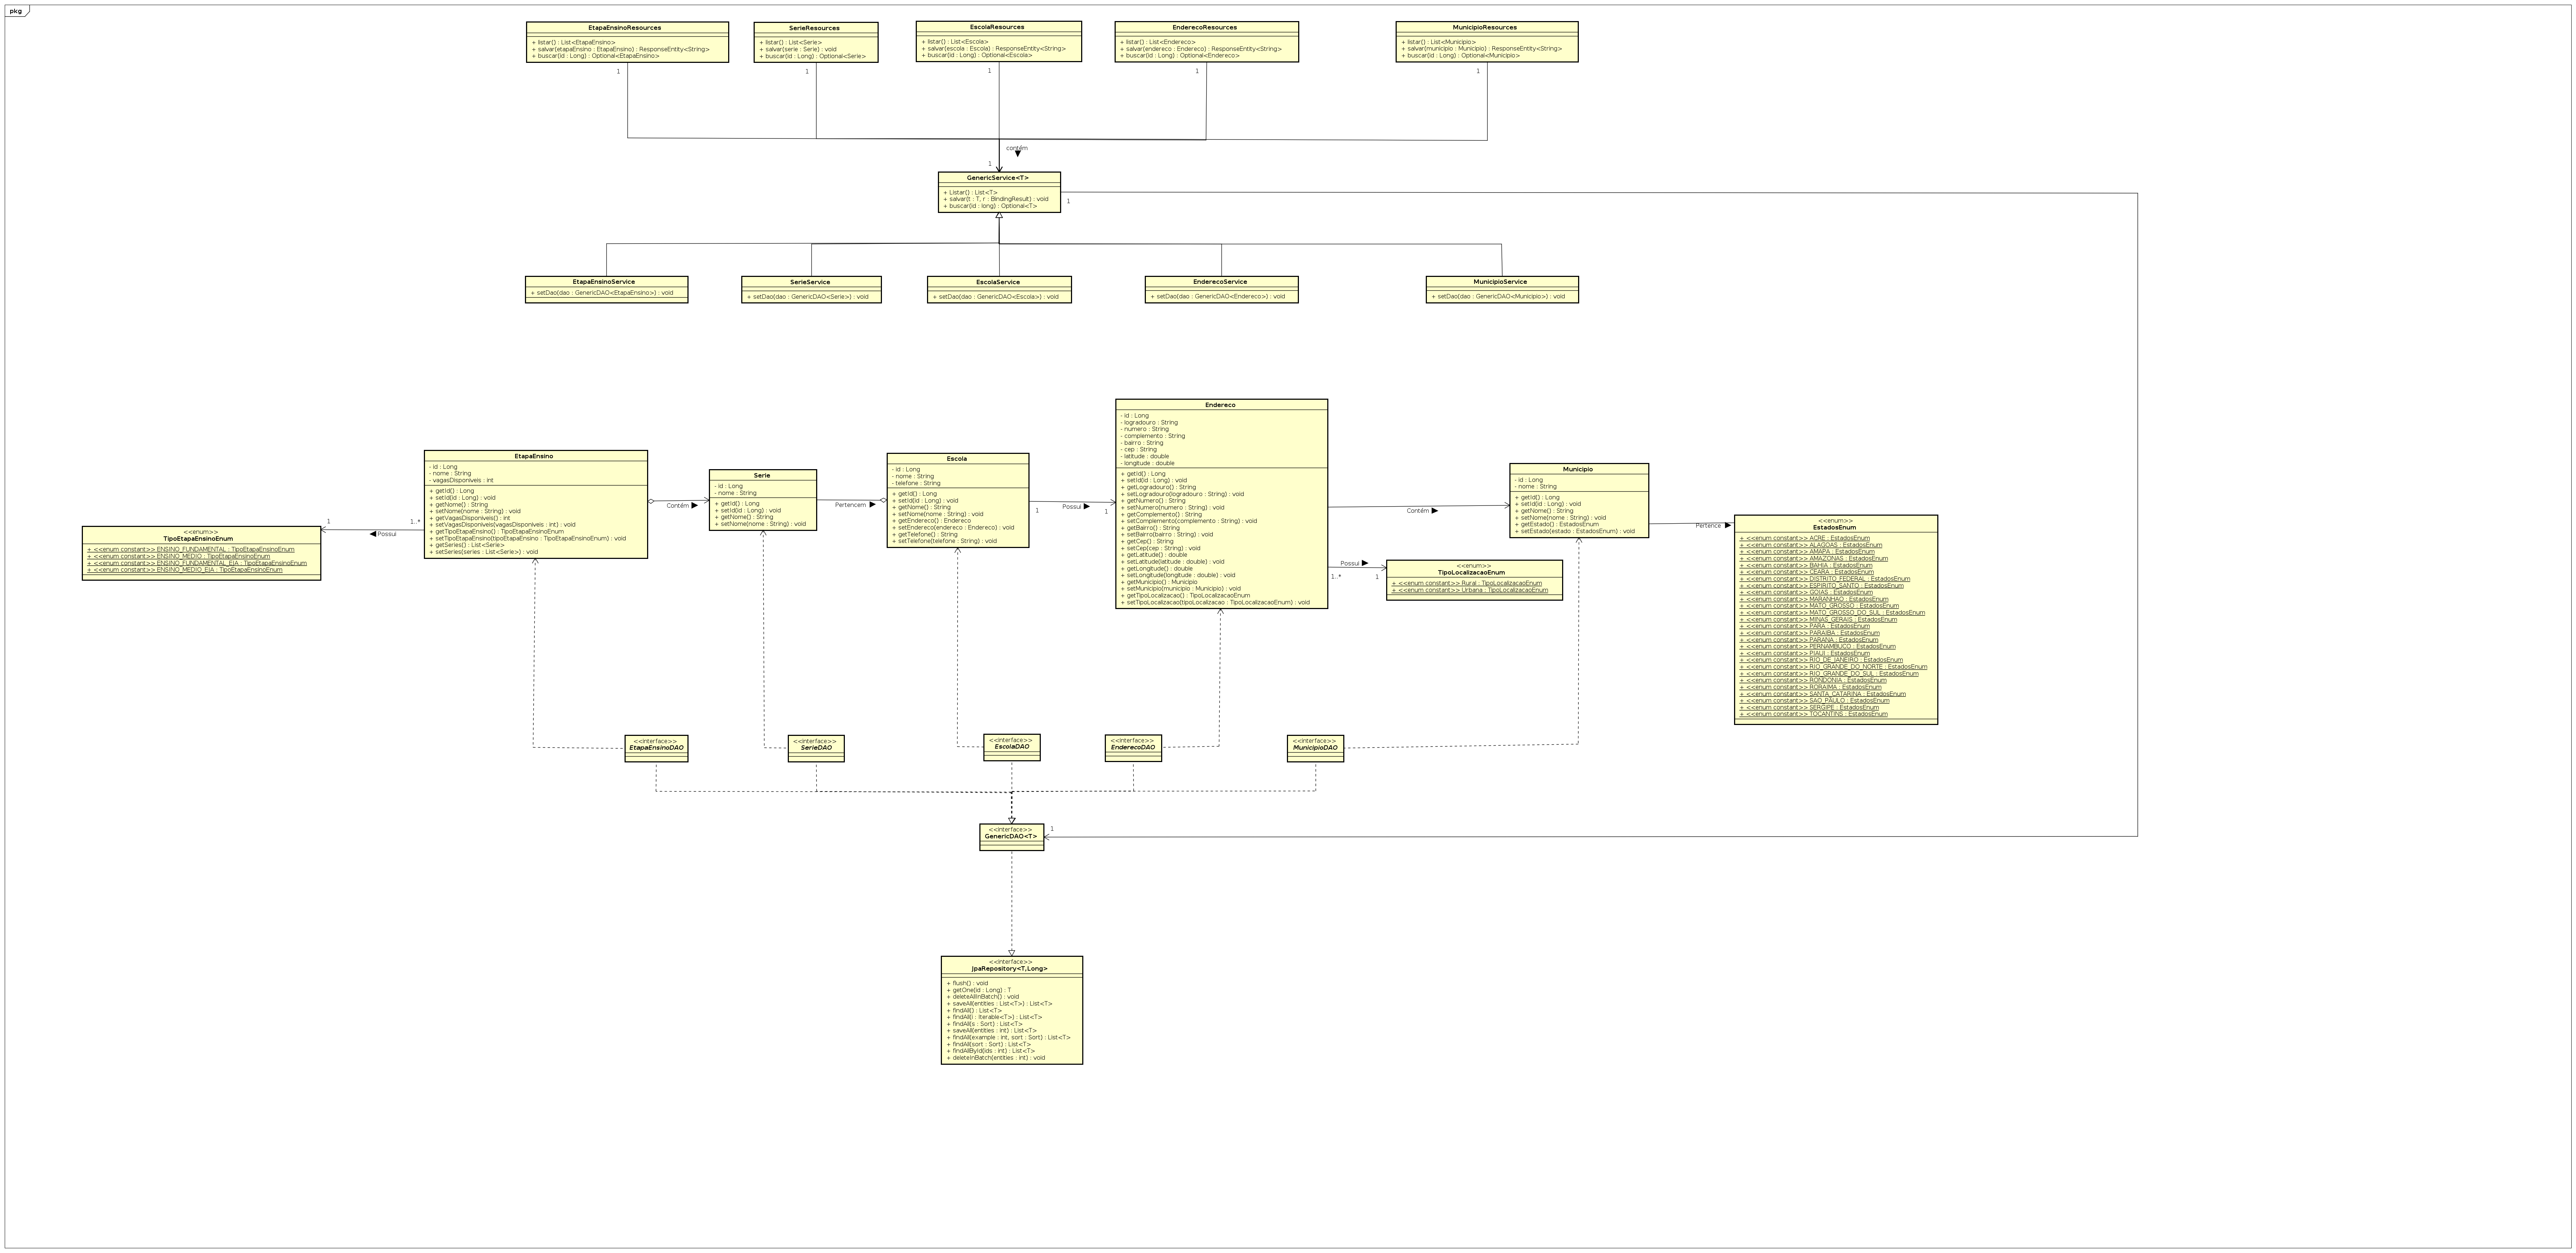 pkg
EtapaEnsinoResources
+ listar() : List<EtapaEnsino>
+ salvar(etapaEnsino : EtapaEnsino) : ResponseEntity<String>
+ buscar(id : Long) : Optional<EtapaEnsino>
SerieResources
+ listar() : List<Serie>
+ salvar(serie : Serie) : void
+ buscar(id : Long) : Optional<Serie>
EscolaResources
+ listar() : List<Escola>
+ salvar(escola : Escola) : ResponseEntity<String>
+ buscar(id : Long) : Optional<Escola>
EnderecoResources
+ listar() : List<Endereco>
+ salvar(endereco : Endereco) : ResponseEntity<String>
+ buscar(id : Long) : Optional<Endereco>
MunicipioResources
+ listar() : List<Municipio>
+ salvar(municipio : Municipio) : ResponseEntity<String>
+ buscar(id : Long) : Optional<Municipio>
1
1
1
1
1
contém
1
GenericService<T>
+ Listar() : List<T>
+ salvar(t : T, r : BindingResult) : void
+ buscar(id : long) : Optional<T>
1
EtapaEnsinoService
+ setDao(dao : GenericDAO<EtapaEnsino>) : void
SerieService
+ setDao(dao : GenericDAO<Serie>) : void
EscolaService
+ setDao(dao : GenericDAO<Escola>) : void
EnderecoService
+ setDao(dao : GenericDAO<Endereco>) : void
MunicipioService
+ setDao(dao : GenericDAO<Municipio>) : void
<<enum>>
TipoEtapaEnsinoEnum
+ <<enum constant>> ENSINO_FUNDAMENTAL : TipoEtapaEnsinoEnum
+ <<enum constant>> ENSINO_MEDIO : TipoEtapaEnsinoEnum
+ <<enum constant>> ENSINO_FUNDAMENTAL_EJA : TipoEtapaEnsinoEnum
+ <<enum constant>> ENSINO_MEDIO_EJA : TipoEtapaEnsinoEnum
1
Possui
1..*
EtapaEnsino
- id : Long
- nome : String
- vagasDisponiveis : int
+ getId() : Long
+ setId(id : Long) : void
+ getNome() : String
+ setNome(nome : String) : void
+ getVagasDisponiveis() : int
+ setVagasDisponiveis(vagasDisponiveis : int) : void
+ getTipoEtapaEnsino() : TipoEtapaEnsinoEnum
+ setTipoEtapaEnsino(tipoEtapaEnsino : TipoEtapaEnsinoEnum) : void
+ getSeries() : List<Serie>
+ setSeries(series : List<Serie>) : void
Contêm
Serie
- id : Long
- nome : String
+ getId() : Long
+ setId(id : Long) : void
+ getNome() : String
+ setNome(nome : String) : void
Pertencem
Escola
- id : Long
- nome : String
- telefone : String
+ getId() : Long
+ setId(id : Long) : void
+ getNome() : String
+ setNome(nome : String) : void
+ getEndereco() : Endereco
+ setEndereco(endereco : Endereco) : void
+ getTelefone() : String
+ setTelefone(telefone : String) : void
1
Possui
1
Endereco
- id : Long
- logradouro : String
- numero : String
- complemento : String
- bairro : String
- cep : String
- latitude : double
- longitude : double
+ getId() : Long
+ setId(id : Long) : void
+ getLogradouro() : String
+ setLogradouro(logradouro : String) : void
+ getNumero() : String
+ setNumero(numero : String) : void
+ getComplemento() : String
+ setComplemento(complemento : String) : void
+ getBairro() : String
+ setBairro(bairro : String) : void
+ getCep() : String
+ setCep(cep : String) : void
+ getLatitude() : double
+ setLatitude(latitude : double) : void
+ getLongitude() : double
+ setLongitude(longitude : double) : void
+ getMunicipio() : Municipio
+ setMunicipio(municipio : Municipio) : void
+ getTipoLocalizacao() : TipoLocalizacaoEnum
+ setTipoLocalizacao(tipoLocalizacao : TipoLocalizacaoEnum) : void
Contêm
Possui
1..*
1
<<enum>>
TipoLocalizacaoEnum
+ <<enum constant>> Rural : TipoLocalizacaoEnum
+ <<enum constant>> Urbana : TipoLocalizacaoEnum
Municipio
- id : Long
- nome : String
+ getId() : Long
+ setId(id : Long) : void
+ getNome() : String
+ setNome(nome : String) : void
+ getEstado() : EstadosEnum
+ setEstado(estado : EstadosEnum) : void
Pertence
<<enum>>
EstadosEnum
+ <<enum constant>> ACRE : EstadosEnum
+ <<enum constant>> ALAGOAS : EstadosEnum
+ <<enum constant>> AMAPA : EstadosEnum
+ <<enum constant>> AMAZONAS : EstadosEnum
+ <<enum constant>> BAHIA : EstadosEnum
+ <<enum constant>> CEARA : EstadosEnum
+ <<enum constant>> DISTRITO_FEDERAL : EstadosEnum
+ <<enum constant>> ESPIRITO_SANTO : EstadosEnum
+ <<enum constant>> GOIAS : EstadosEnum
+ <<enum constant>> MARANHAO : EstadosEnum
+ <<enum constant>> MATO_GROSSO : EstadosEnum
+ <<enum constant>> MATO_GROSSO_DO_SUL : EstadosEnum
+ <<enum constant>> MINAS_GERAIS : EstadosEnum
+ <<enum constant>> PARA : EstadosEnum
+ <<enum constant>> PARAIBA : EstadosEnum
+ <<enum constant>> PARANA : EstadosEnum
+ <<enum constant>> PERNAMBUCO : EstadosEnum
+ <<enum constant>> PIAUI : EstadosEnum
+ <<enum constant>> RIO_DE_JANEIRO : EstadosEnum
+ <<enum constant>> RIO_GRANDE_DO_NORTE : EstadosEnum
+ <<enum constant>> RIO_GRANDE_DO_SUL : EstadosEnum
+ <<enum constant>> RONDONIA : EstadosEnum
+ <<enum constant>> RORAIMA : EstadosEnum
+ <<enum constant>> SANTA_CATARINA : EstadosEnum
+ <<enum constant>> SAO_PAULO : EstadosEnum
+ <<enum constant>> SERGIPE : EstadosEnum
+ <<enum constant>> TOCANTINS : EstadosEnum
<<interface>>
EtapaEnsinoDAO
<<interface>>
SerieDAO
<<interface>>
EscolaDAO
<<interface>>
EnderecoDAO
<<interface>>
MunicipioDAO
<<interface>>
GenericDAO<T>
1
<<interface>>
JpaRepository<T,Long>
+ flush() : void
+ getOne(id : Long) : T
+ deleteAllInBatch() : void
+ saveAll(entities : List<T>) : List<T>
+ findAll() : List<T>
+ findAll(i : Iterable<T>) : List<T>
+ findAll(s : Sort) : List<T>
+ saveAll(entities : int) : List<T>
+ findAll(example : int, sort : Sort) : List<T>
+ findAll(sort : Sort) : List<T>
+ findAllById(ids : int) : List<T>
+ deleteInBatch(entities : int) : void